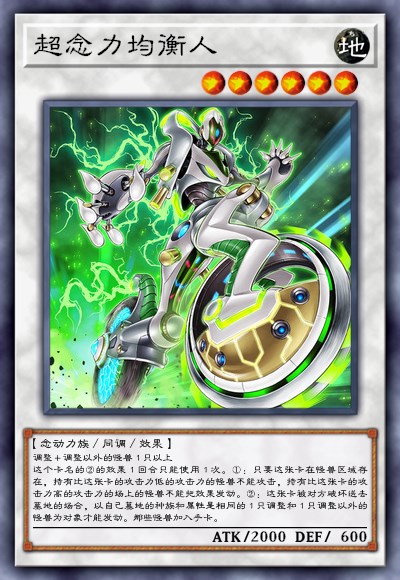 超念力均衡人
地
【念动力族/同调/效果】
调整+调整以外的怪兽1只以上
这个卡名的②的效果1回合只能使用1次。①：只要这张卡在怪兽区域存
在，持有比这张卡的攻击力低的攻击力的怪兽不能攻击，持有比这张卡的攻
击力高的攻击力的场上的怪兽不能把效果发动。②：这张卡被对方破坏送去
墓地的场合，以自己墓地的种族和属性是相同的1只调整和1只调整以外的
怪兽为对象才能发动。那些怪兽加入手卡。
ATK/2000 DEF/ 600